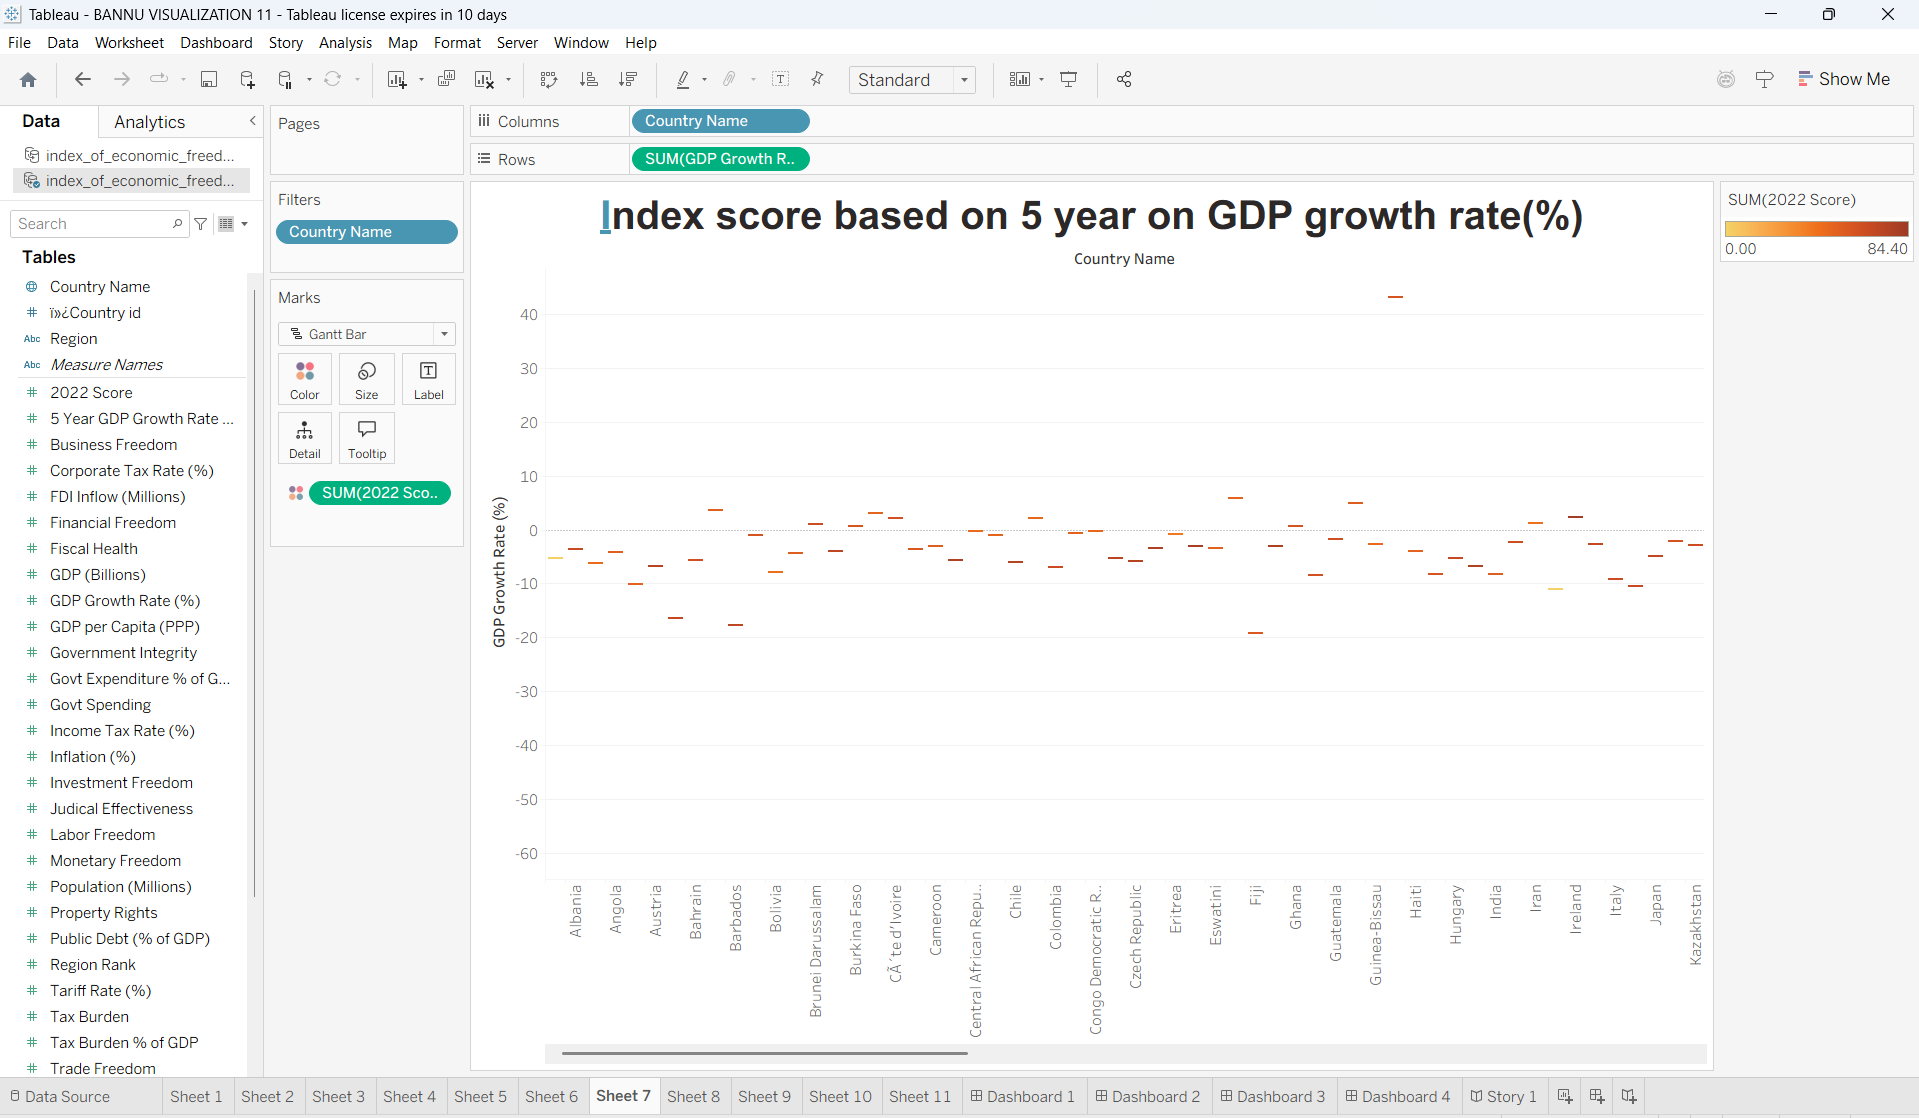 Tableau - BANNU VISUALIZATION 11 - Tableau license expires in 10 days
File Data Worksheet Dashboard Story Analysis Map Format Server Window Help
Standard
Show Me
Data Analytics
index_of_economic_freed...
index_of_economic_freed...
Search
Tables
Country Name
ï»¿Country id
Region
Measure Names
2022 Score
5 Year GDP Growth Rate ...
Business Freedom
Corporate Tax Rate (%)
FDI Inflow (Millions)
Financial Freedom
Fiscal Health
GDP (Billions)
GDP Growth Rate (%)
GDP per Capita (PPP)
Government Integrity
Govt Expenditure % of G...
Govt Spending
Income Tax Rate (%)
Inflation (%)
Investment Freedom
Judical Effectiveness
Labor Freedom
Monetary Freedom
Population (Millions)
Property Rights
Public Debt (% of GDP)
Region Rank
Tariff Rate (%)
Tax Burden
Tax Burden % of GDP
Trade Freedom
Pages
Filters
Country Name
Marks
Gantt Bar
Color Size Label
Detail Tooltip
SUM(2022 Sco..
Columns Country Name
Rows SUM(GDP Growth R..
Index score based on 5 year on GDP growth rate(%)
Country Name
GDP Growth Rate (%)
40
30
20
10
0
-10
-20
-30
-40
-50
-60
Albania
Angola
Austria
Bahrain
Barbados
Bolivia
Brunei Darussalam
Burkina Faso
CÃ´te d'Ivoire
Cameroon
Central African Repu..
Chile
Colombia
Congo Democratic R..
Czech Republic
Eritrea
Eswatini
Fiji
Ghana
Guatemala
Guinea-Bissau
Haiti
Hungary
India
Iran
Ireland
Italy
Japan
Kazakhstan
SUM(2022 Score)
0.00 84.40
Data Source Sheet 1 Sheet 2 Sheet 3 Sheet 4 Sheet 5 Sheet 6 Sheet 7 Sheet 8 Sheet 9 Sheet 10 Sheet 11 Dashboard 1 Dashboard 2 Dashboard 3 Dashboard 4 Story 1